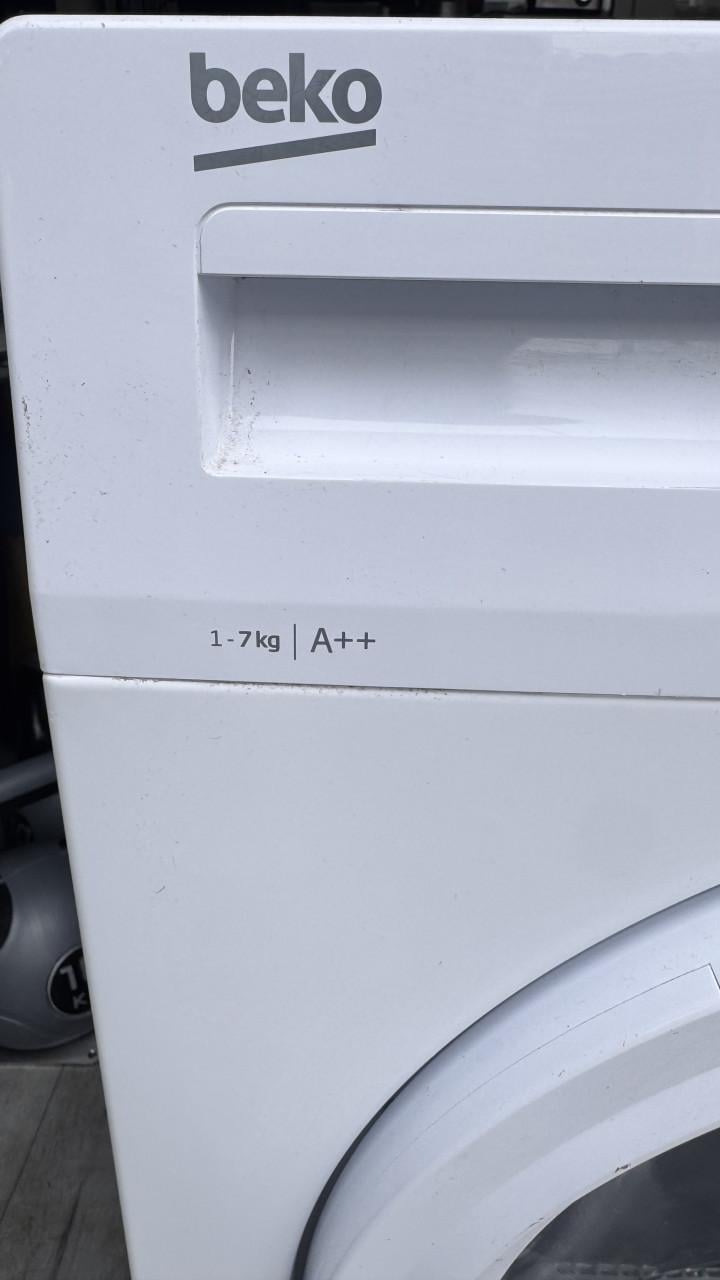 beko
1-7kg | A++